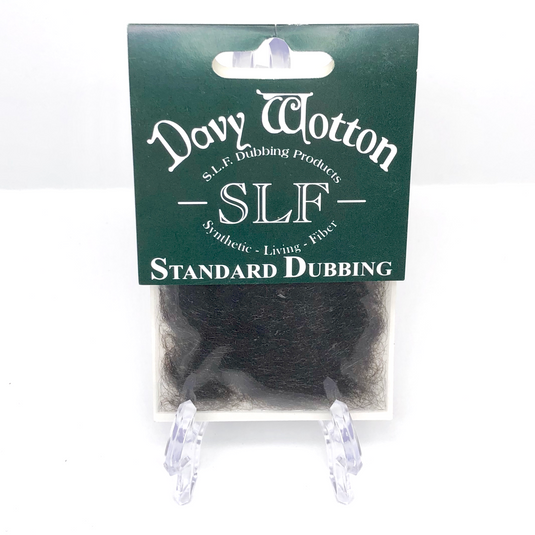 Davy Wotton
S.L.F. Dubbing Products
— SLF —
Synthetic - Living - Fiber
STANDARD DUBBING